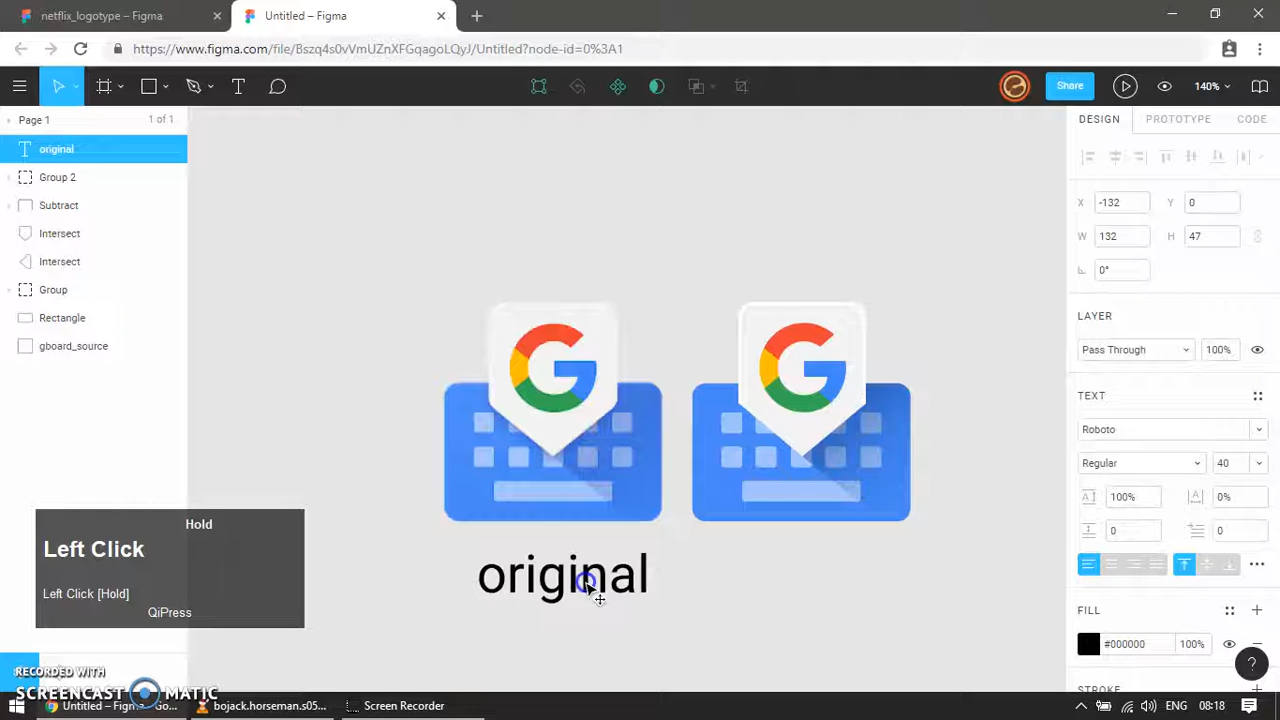 netflix_logotype – Figma
Untitled – Figma
https://www.figma.com/file/Bszq4s0vVmUZnXFGqagoLQyJ/Untitled?node-id=0%3A1
Share
140%
Page 1
1 of 1
DESIGN
PROTOTYPE
CODE
original
Group 2
Subtract
Intersect
Intersect
Group
Rectangle
gboard_source
X
-132
Y
0
W
132
H
47
0°
LAYER
Pass Through
100%
TEXT
Roboto
Regular
40
100%
0%
0
0
FILL
#000000
100%
STROKE
G
G
original
Hold
Left Click
Left Click [Hold]
QiPress
RECORDED WITH
SCREENCAST MATIC
?
Untitled – Figma - Go...
bojack.horseman.s05...
Screen Recorder
ENG
08:18